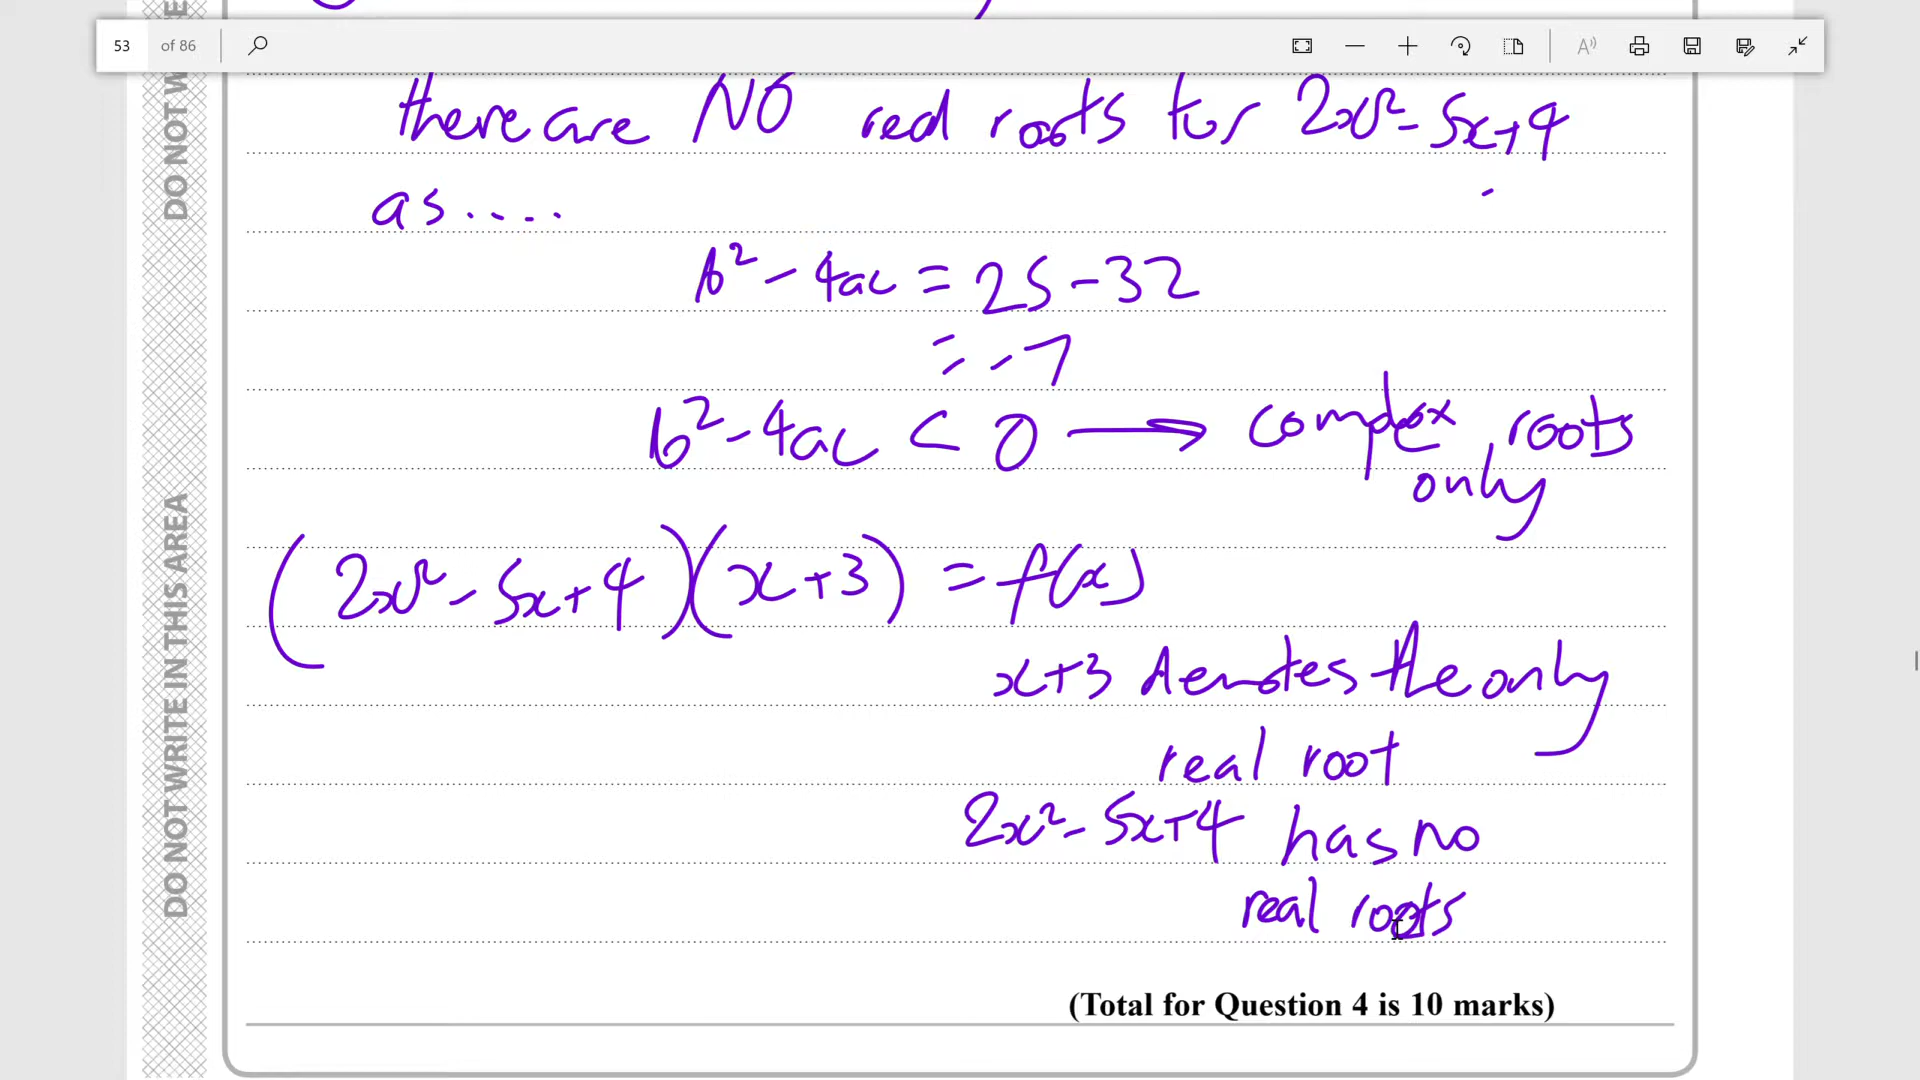 53 of 86
there are NO real roots for 2x² - 5x + 4
as....
b² - 4ac = 25 - 32
= -7
b² - 4ac < 0 → complex roots
only
(2x² - 5x + 4)(x + 3) = f(x)
x + 3 denotes the only
real root
2x² - 5x + 4 has no
real roots
(Total for Question 4 is 10 marks)
DO NOT W
DO NOT WRITE IN THIS AREA